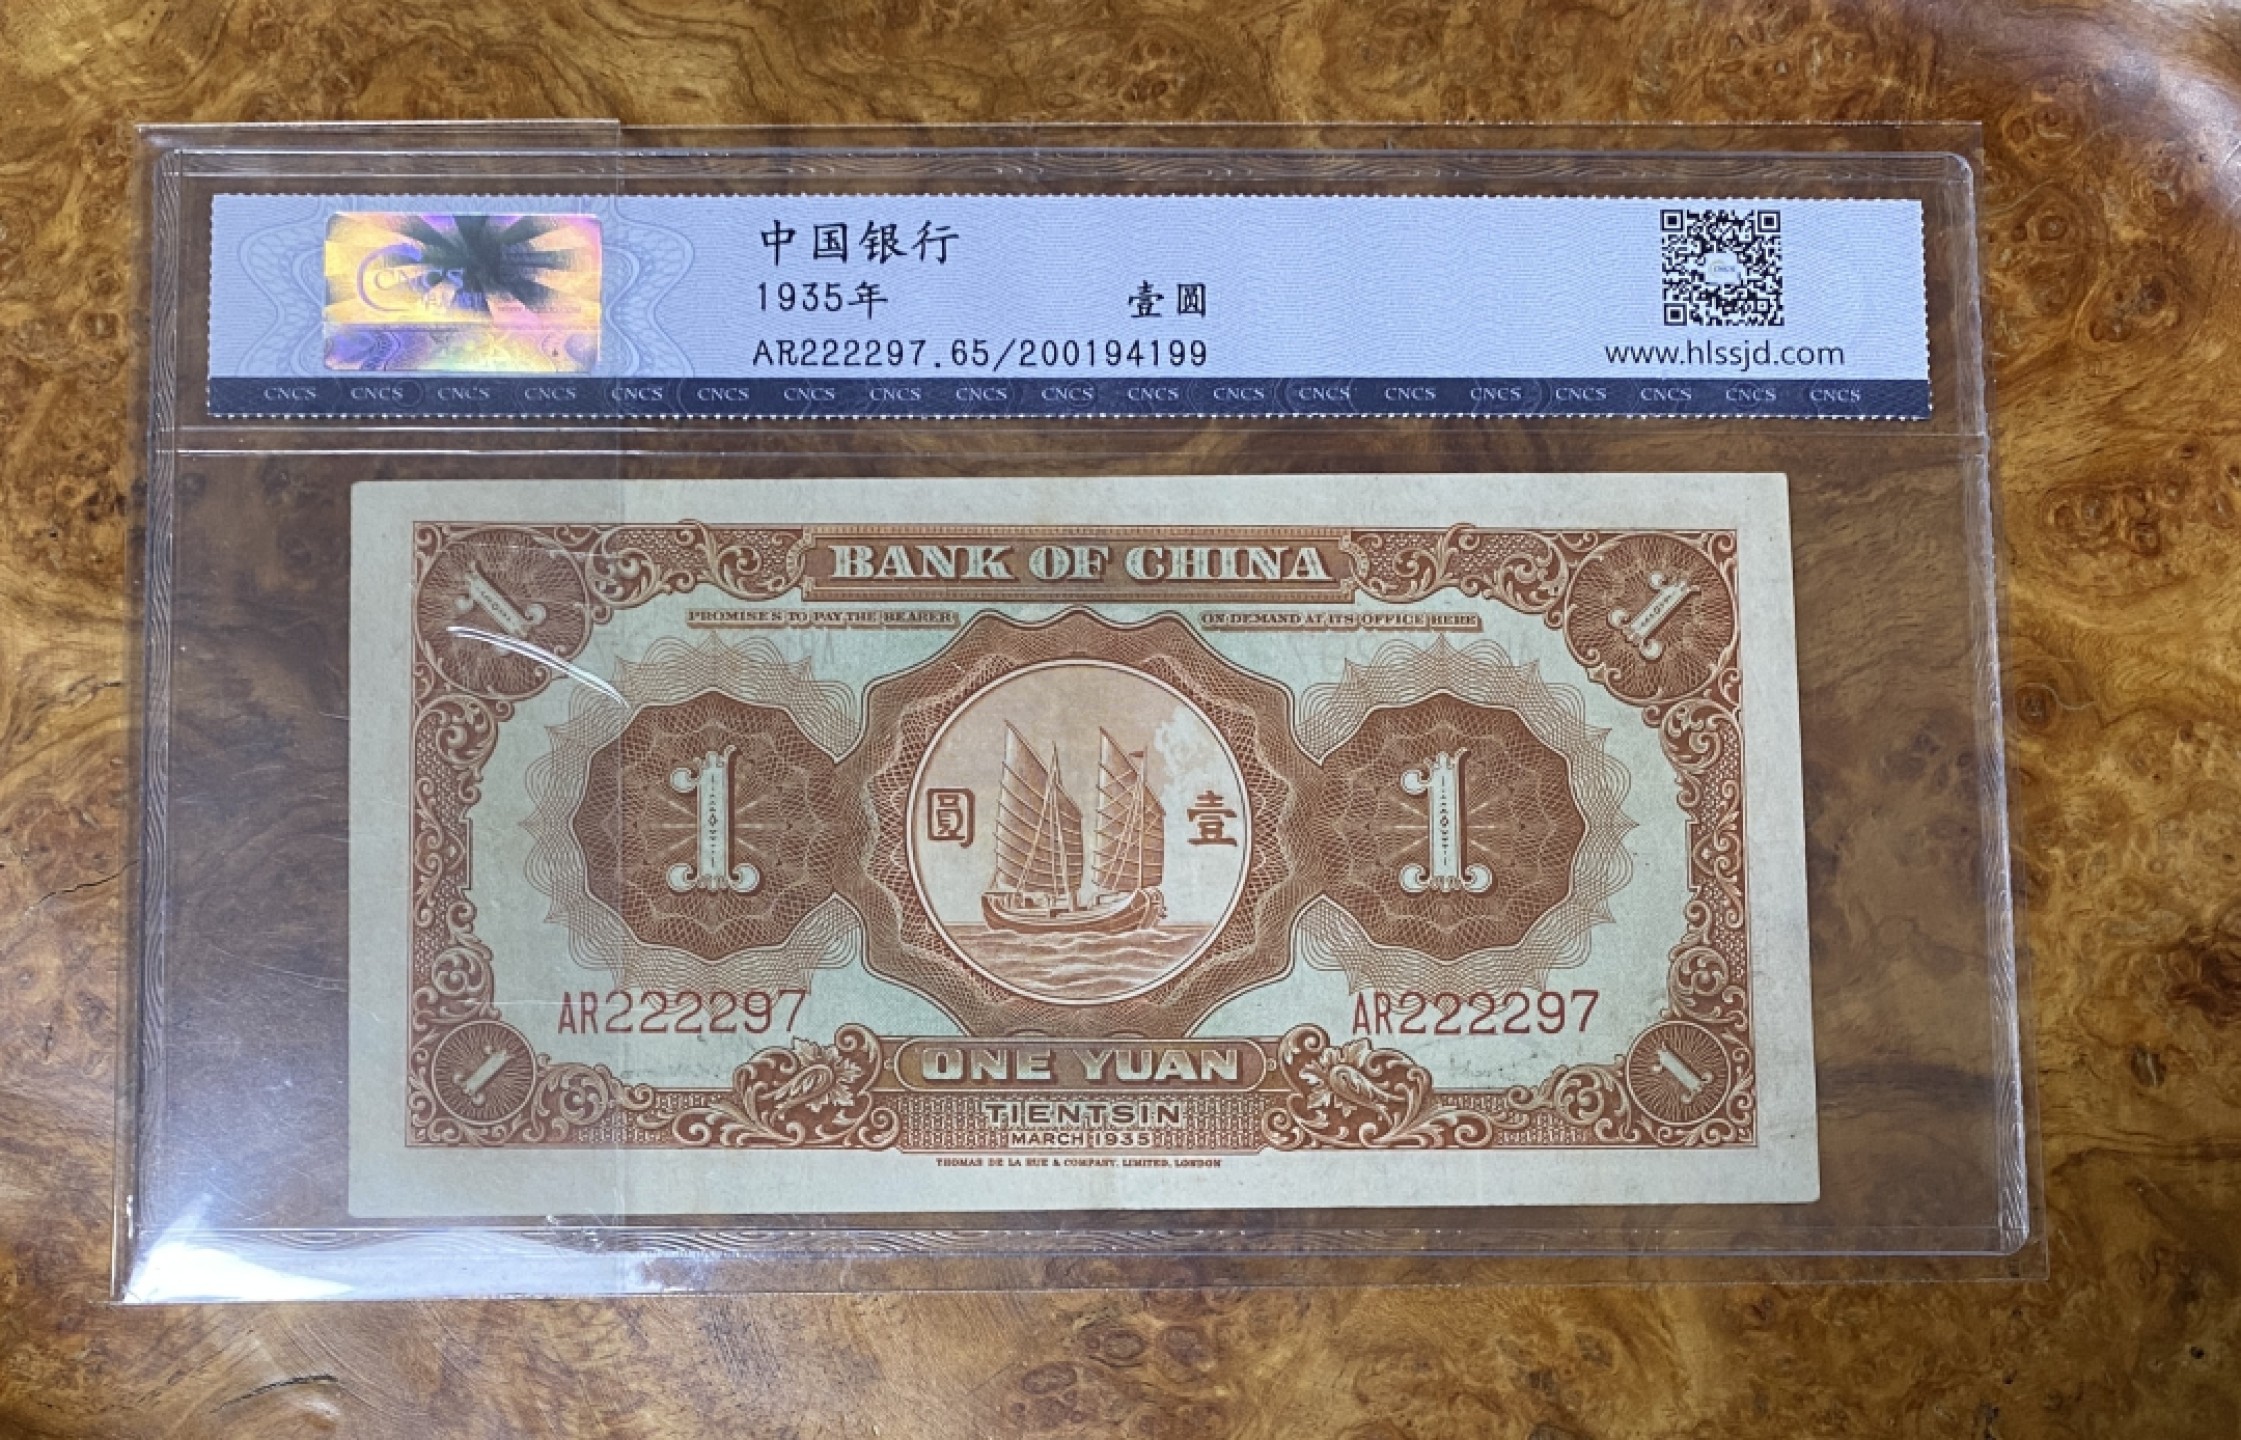 中国银行
1935年 壹圆
AR222297.65/200194199
www.hlssjd.com
CNCS
CNCS CNCS CNCS CNCS CNCS CNCS CNCS CNCS CNCS CNCS CNCS CNCS CNCS CNCS CNCS CNCS CNCS CNCS CNCS
BANK OF CHINA
PROMISES TO PAY THE BEARER ON DEMAND AT ITS OFFICE HERE
1 1
1 圓 壹 1
AR222297 AR222297
1 ONE YUAN 1
TIENTSIN
MARCH 1935
THOMAS DE LA RUE & COMPANY, LIMITED, LONDON